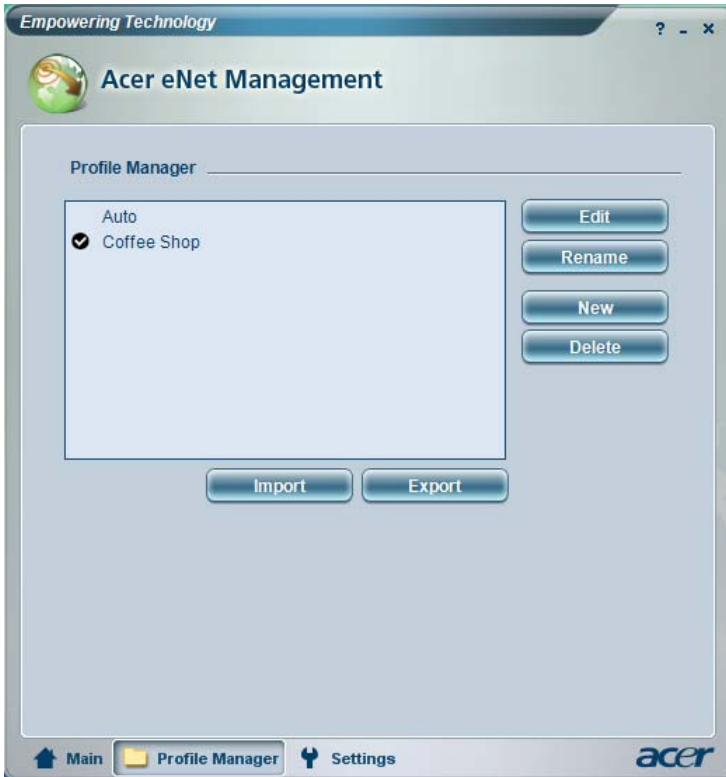 Empowering Technology
? - x
Acer eNet Management
Profile Manager
Auto
Coffee Shop
Edit
Rename
New
Delete
Import
Export
Main
Profile Manager
Settings
acer